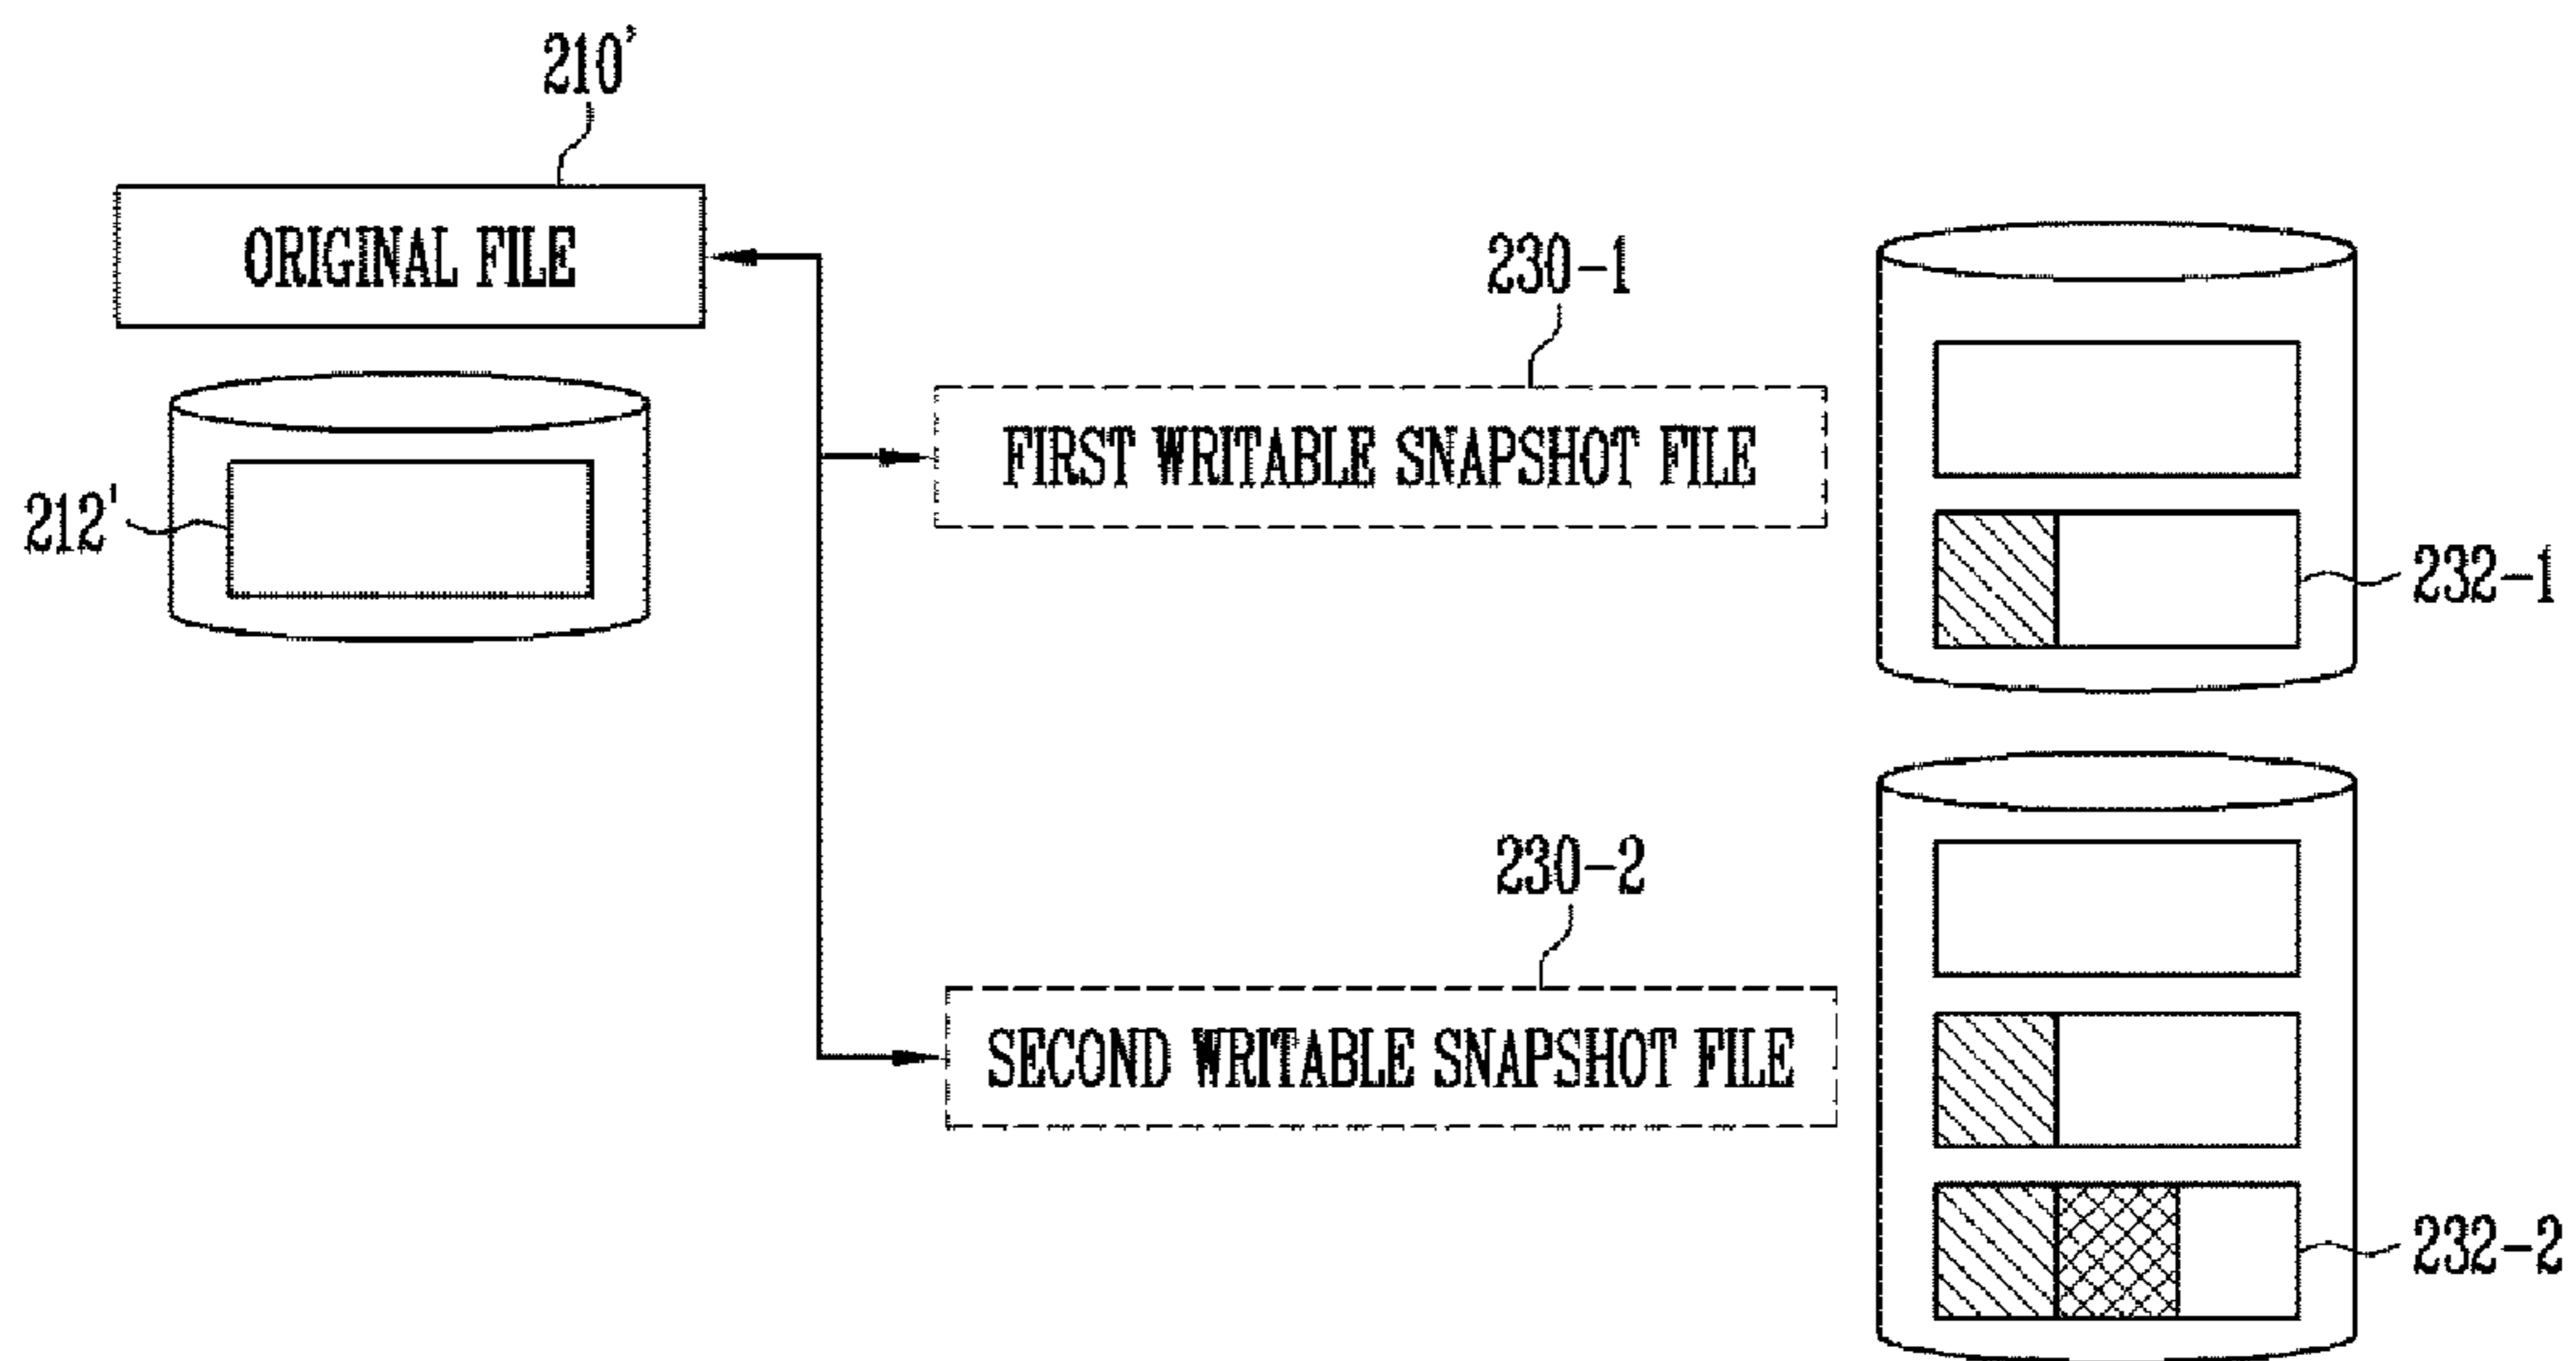 210'
ORIGINAL FILE
230-1
FIRST WRITABLE SNAPSHOT FILE
212'
232-1
230-2
SECOND WRITABLE SNAPSHOT FILE
232-2